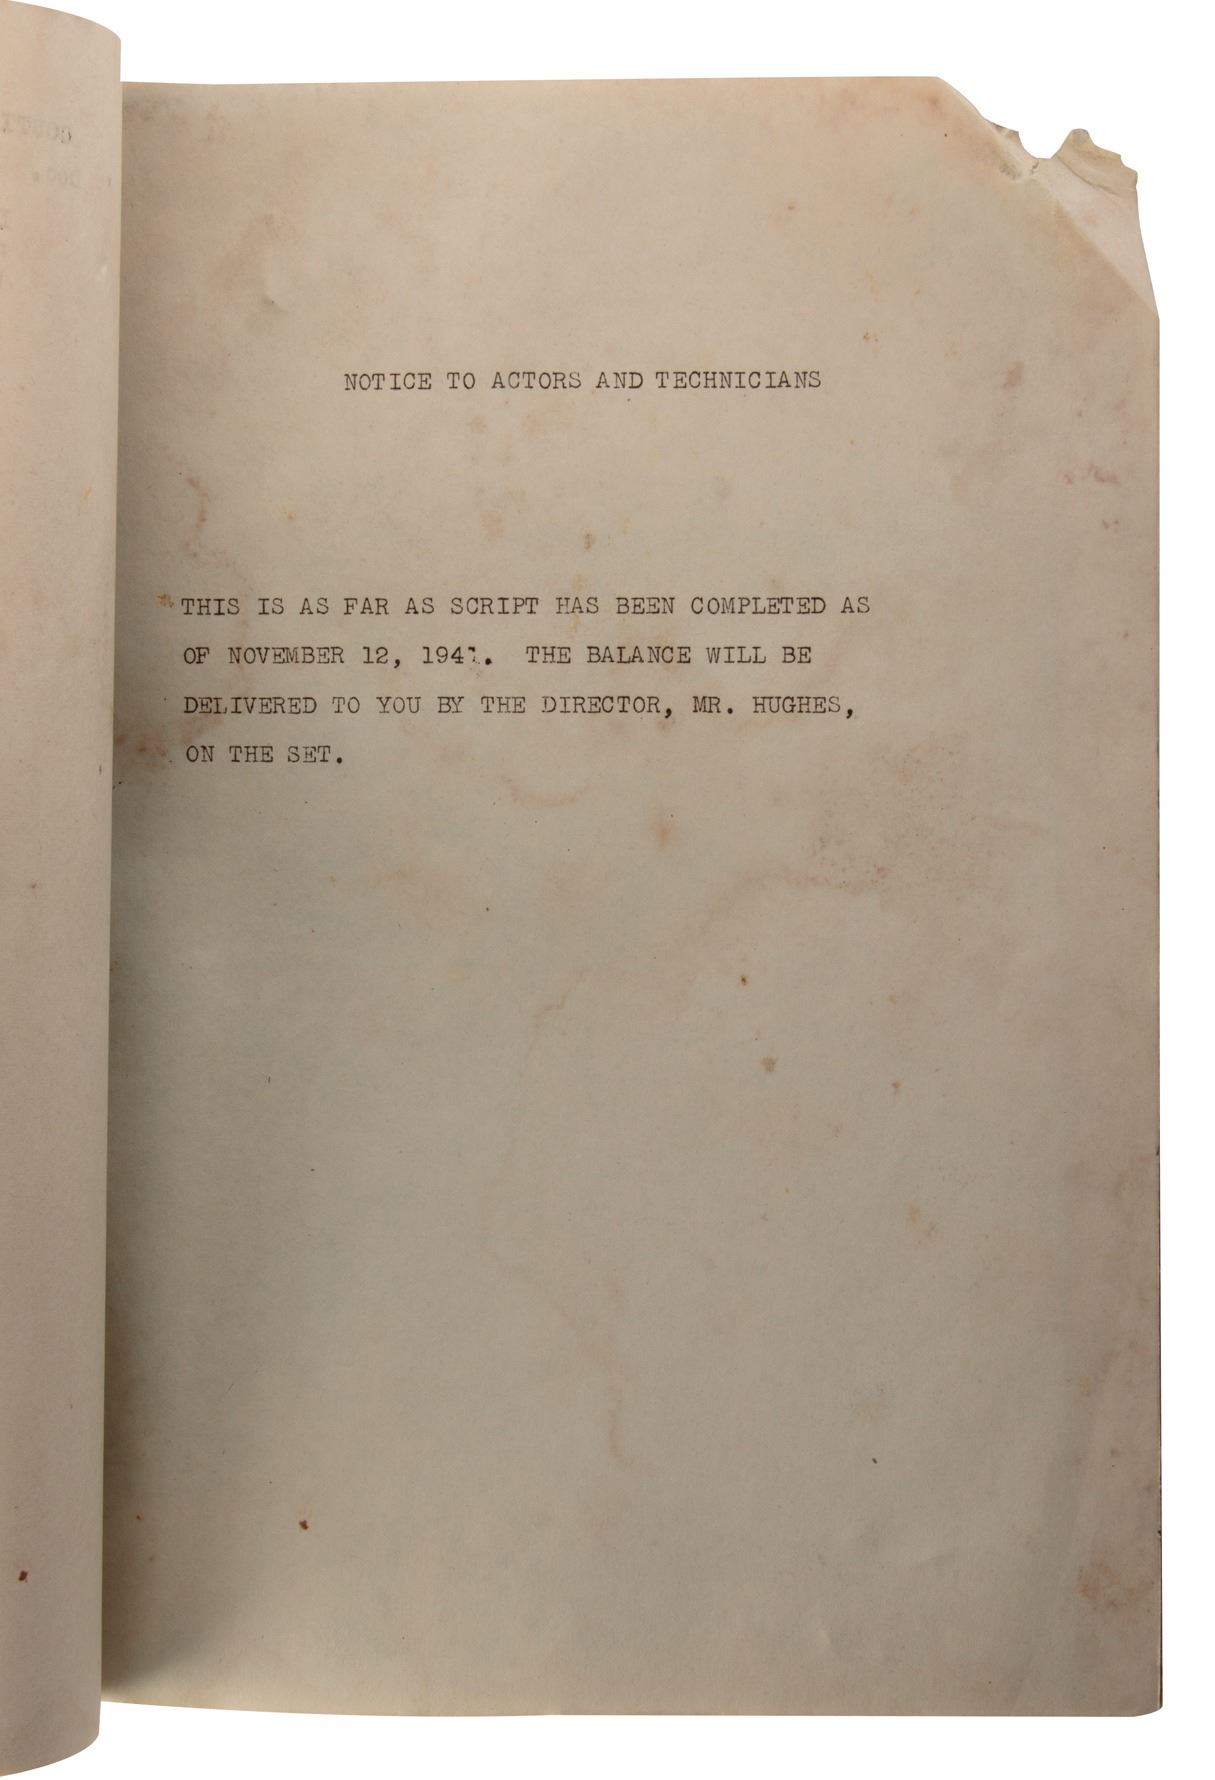 NOTICE TO ACTORS AND TECHNICIANS
THIS IS AS FAR AS SCRIPT HAS BEEN COMPLETED AS
OF NOVEMBER 12, 1941. THE BALANCE WILL BE
DELIVERED TO YOU BY THE DIRECTOR, MR. HUGHES,
ON THE SET.